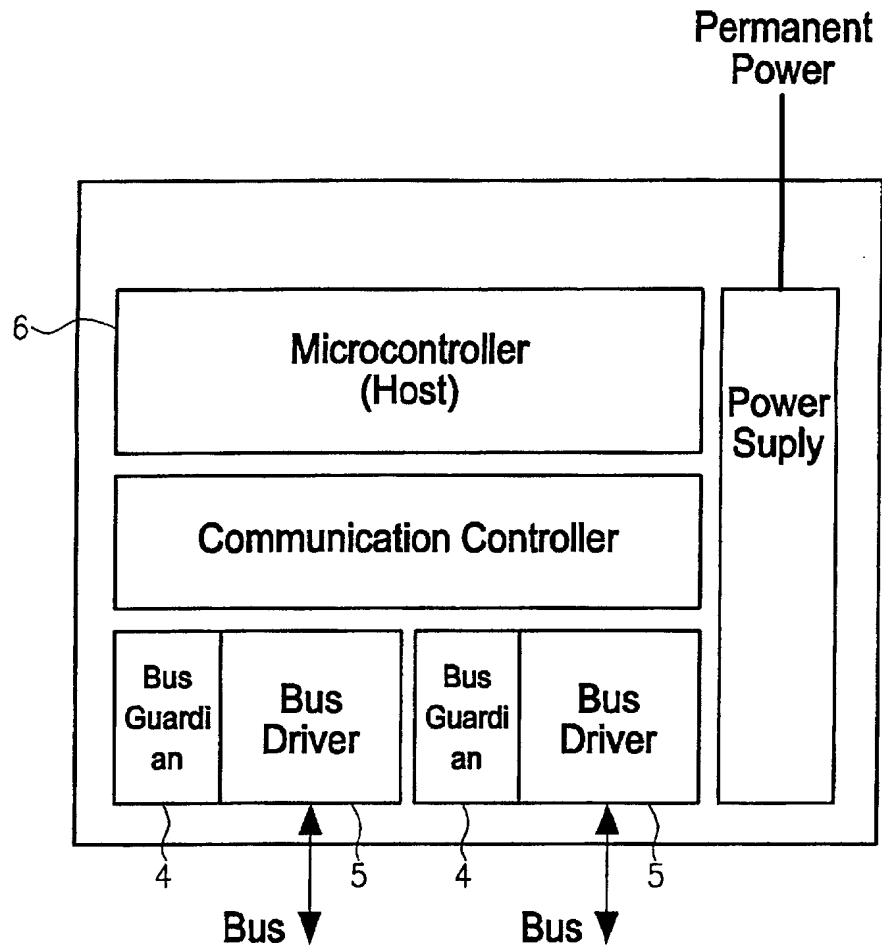 Permanent
Power
6
Microcontroller
(Host)
Power
Suply
Communication Controller
Bus
Guardi
an
Bus
Driver
Bus
Guardi
an
Bus
Driver
4
5
4
5
Bus
Bus